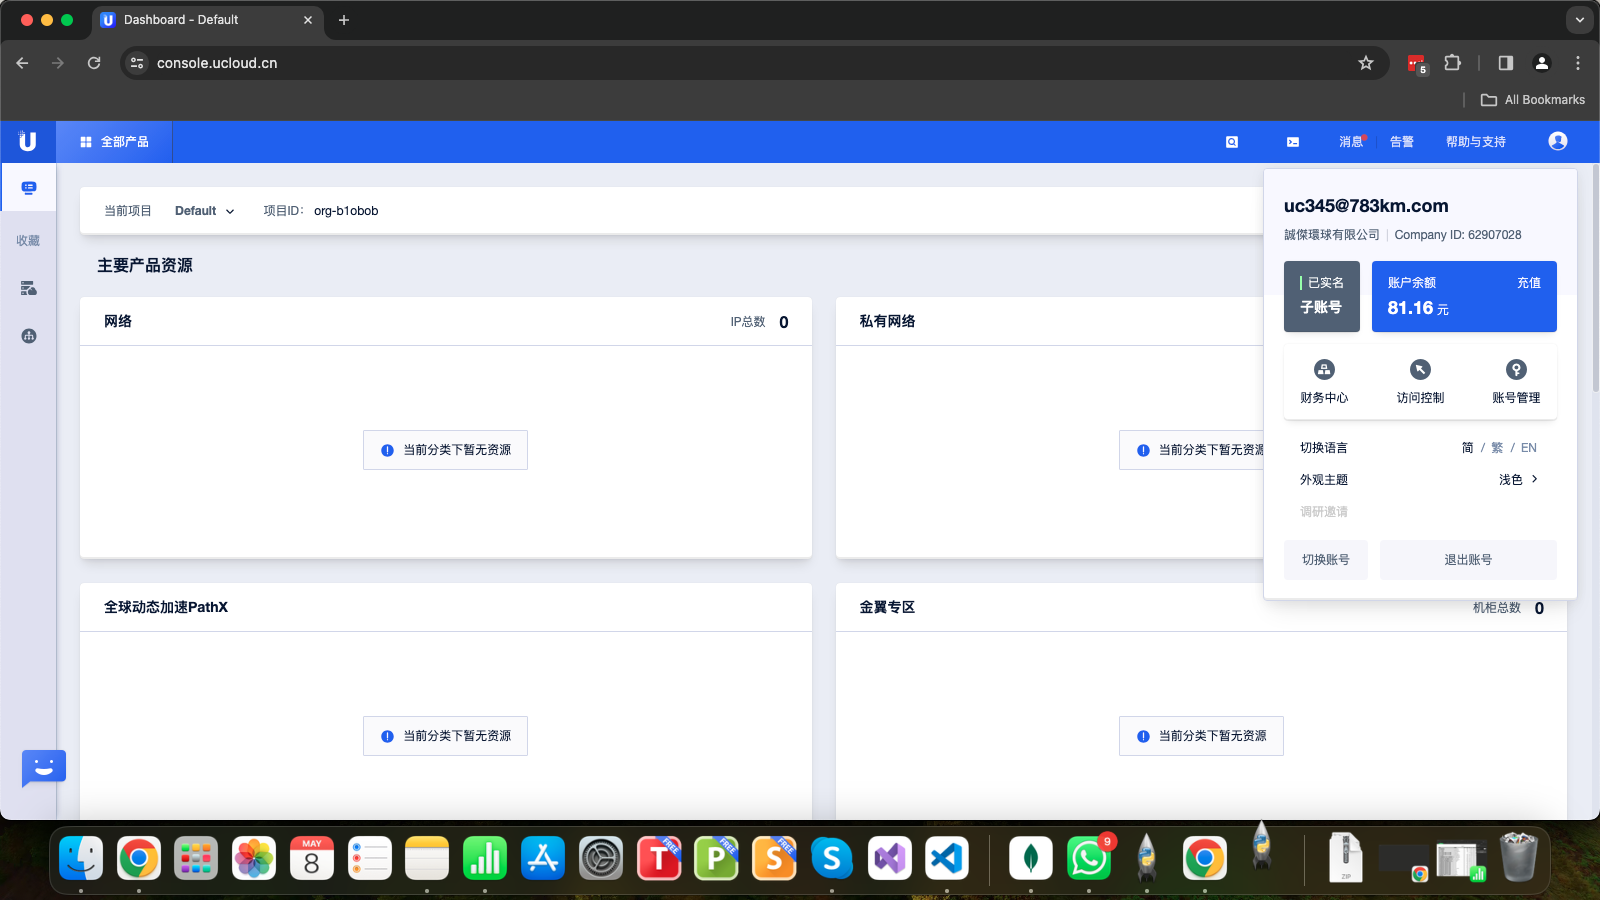 Dashboard - Default
console.ucloud.cn
5
All Bookmarks
U
全部产品
消息
告警
帮助与支持
当前项目
Default
项目ID:
org-b1obob
收藏
主要产品资源
网络
IP总数 0
当前分类下暂无资源
私有网络
当前分类下暂无资源
全球动态加速PathX
当前分类下暂无资源
金翼专区
机柜总数 0
当前分类下暂无资源
uc345@783km.com
誠傑環球有限公司 | Company ID: 62907028
已实名
子账号
账户余额
充值
81.16 元
财务中心
访问控制
账号管理
切换语言
简 / 繁 / EN
外观主题
浅色
调研邀请
切换账号
退出账号
MAY
8
T FREE
P FREE
S FREE
S
9
ZIP